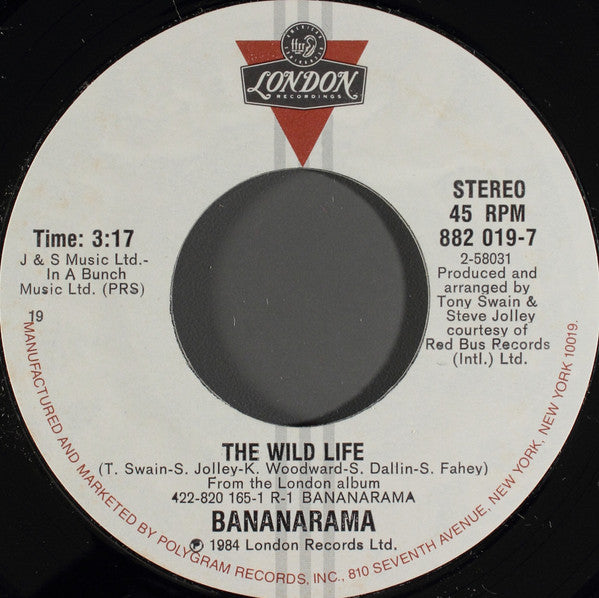 LONDON
RECORDINGS
STEREO
45 RPM
882 019-7
2-58031
Produced and
arranged by
Tony Swain &
Steve Jolley
courtesy of
Red Bus Records
(Intl.) Ltd.
Time: 3:17
J & S Music Ltd.-
In A Bunch
Music Ltd. (PRS)
19
THE WILD LIFE
(T. Swain-S. Jolley-K. Woodward-S. Dallin-S. Fahey)
From the London album
422-820 165-1 R-1 BANANARAMA
BANANARAMA
℗ 1984 London Records Ltd.
MANUFACTURED AND MARKETED BY POLYGRAM RECORDS, INC., 810 SEVENTH AVENUE, NEW YORK, NEW YORK 10019.